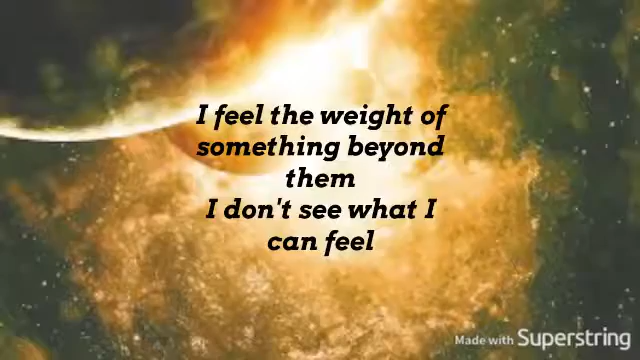 I feel the weight of
something beyond
them
I don't see what I
can feel
Made with Superstring